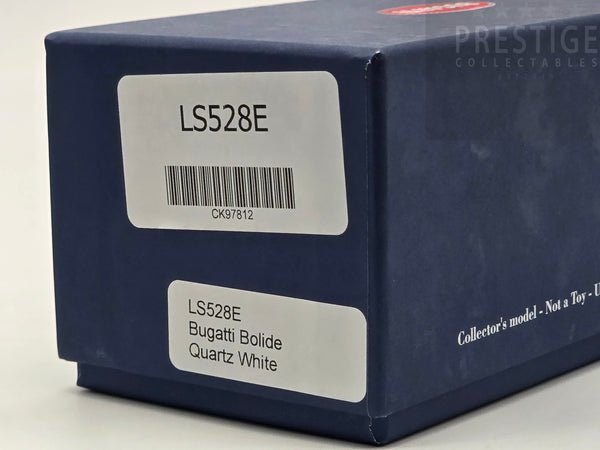 PRESTIGE
COLLECTABLES
LS528E
CK97812
LS528E
Bugatti Bolide
Quartz White
Collector's model - Not a Toy - U